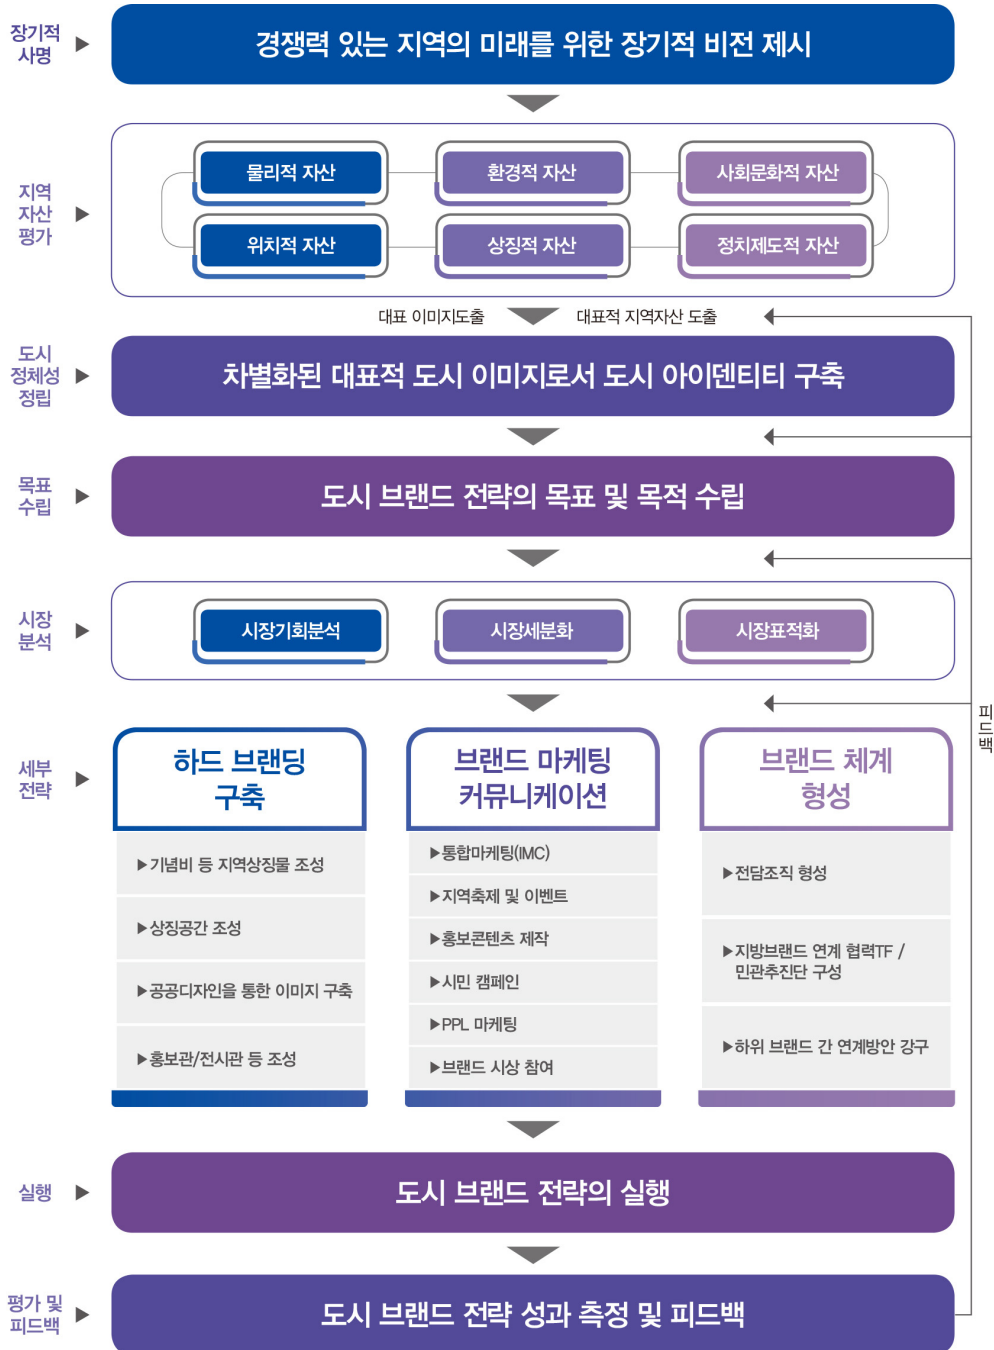 장기적
사명
경쟁력 있는 지역의 미래를 위한 장기적 비전 제시
지역
자산
평가
물리적 자산
환경적 자산
사회문화적 자산
위치적 자산
상징적 자산
정치제도적 자산
대표 이미지도출
대표적 지역자산 도출
도시
정체성
정립
차별화된 대표적 도시 이미지로서 도시 아이덴티티 구축
목표
수립
도시 브랜드 전략의 목표 및 목적 수립
시장
분석
시장기회분석
시장세분화
시장표적화
피드백
세부
전략
하드 브랜딩
구축
▶기념비 등 지역상징물 조성
▶상징공간 조성
▶공공디자인을 통한 이미지 구축
▶홍보관/전시관 등 조성
브랜드 마케팅
커뮤니케이션
▶통합마케팅(IMC)
▶지역축제 및 이벤트
▶홍보콘텐츠 제작
▶시민 캠페인
▶PPL 마케팅
▶브랜드 시상 참여
브랜드 체계
형성
▶전담조직 형성
▶지방브랜드 연계 협력TF /
민관추진단 구성
▶하위 브랜드 간 연계방안 강구
실행
도시 브랜드 전략의 실행
평가 및
피드백
도시 브랜드 전략 성과 측정 및 피드백